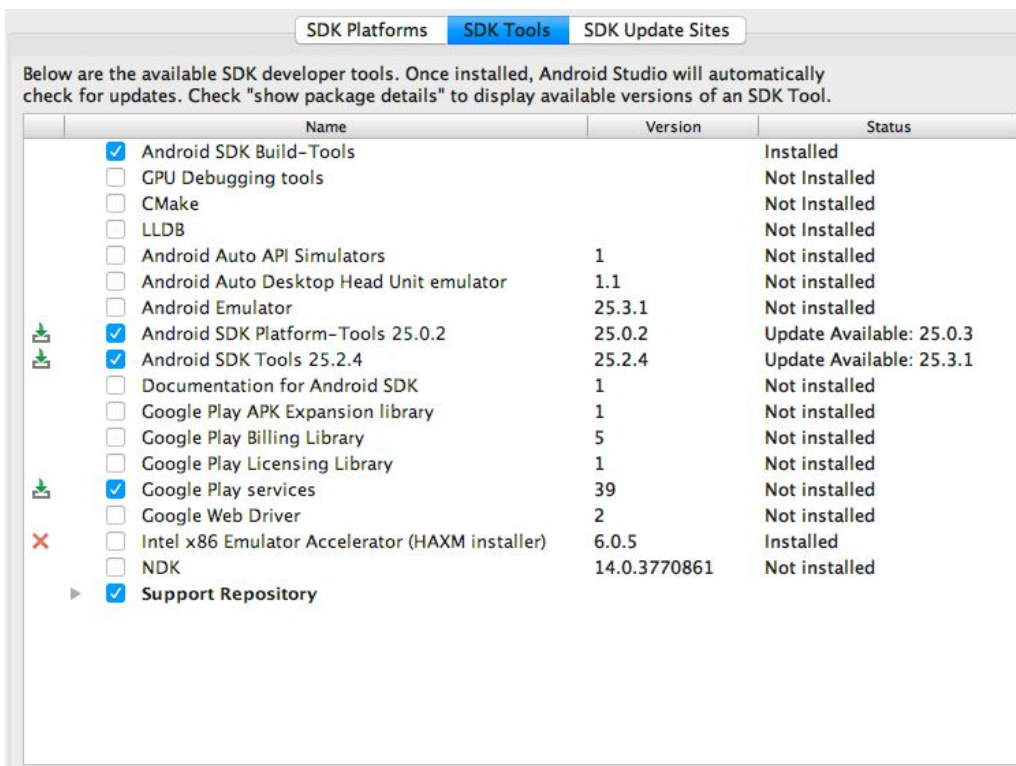 SDK Platforms SDK Tools SDK Update Sites
Below are the available SDK developer tools. Once installed, Android Studio will automatically
check for updates. Check "show package details" to display available versions of an SDK Tool.
Name Version Status
Android SDK Build-Tools Installed
GPU Debugging tools Not Installed
CMake Not Installed
LLDB Not Installed
Android Auto API Simulators 1 Not installed
Android Auto Desktop Head Unit emulator 1.1 Not installed
Android Emulator 25.3.1 Not installed
Android SDK Platform-Tools 25.0.2 25.0.2 Update Available: 25.0.3
Android SDK Tools 25.2.4 25.2.4 Update Available: 25.3.1
Documentation for Android SDK 1 Not installed
Google Play APK Expansion library 1 Not installed
Google Play Billing Library 5 Not installed
Google Play Licensing Library 1 Not installed
Google Play services 39 Not installed
Google Web Driver 2 Not installed
Intel x86 Emulator Accelerator (HAXM installer) 6.0.5 Installed
NDK 14.0.3770861 Not installed
Support Repository